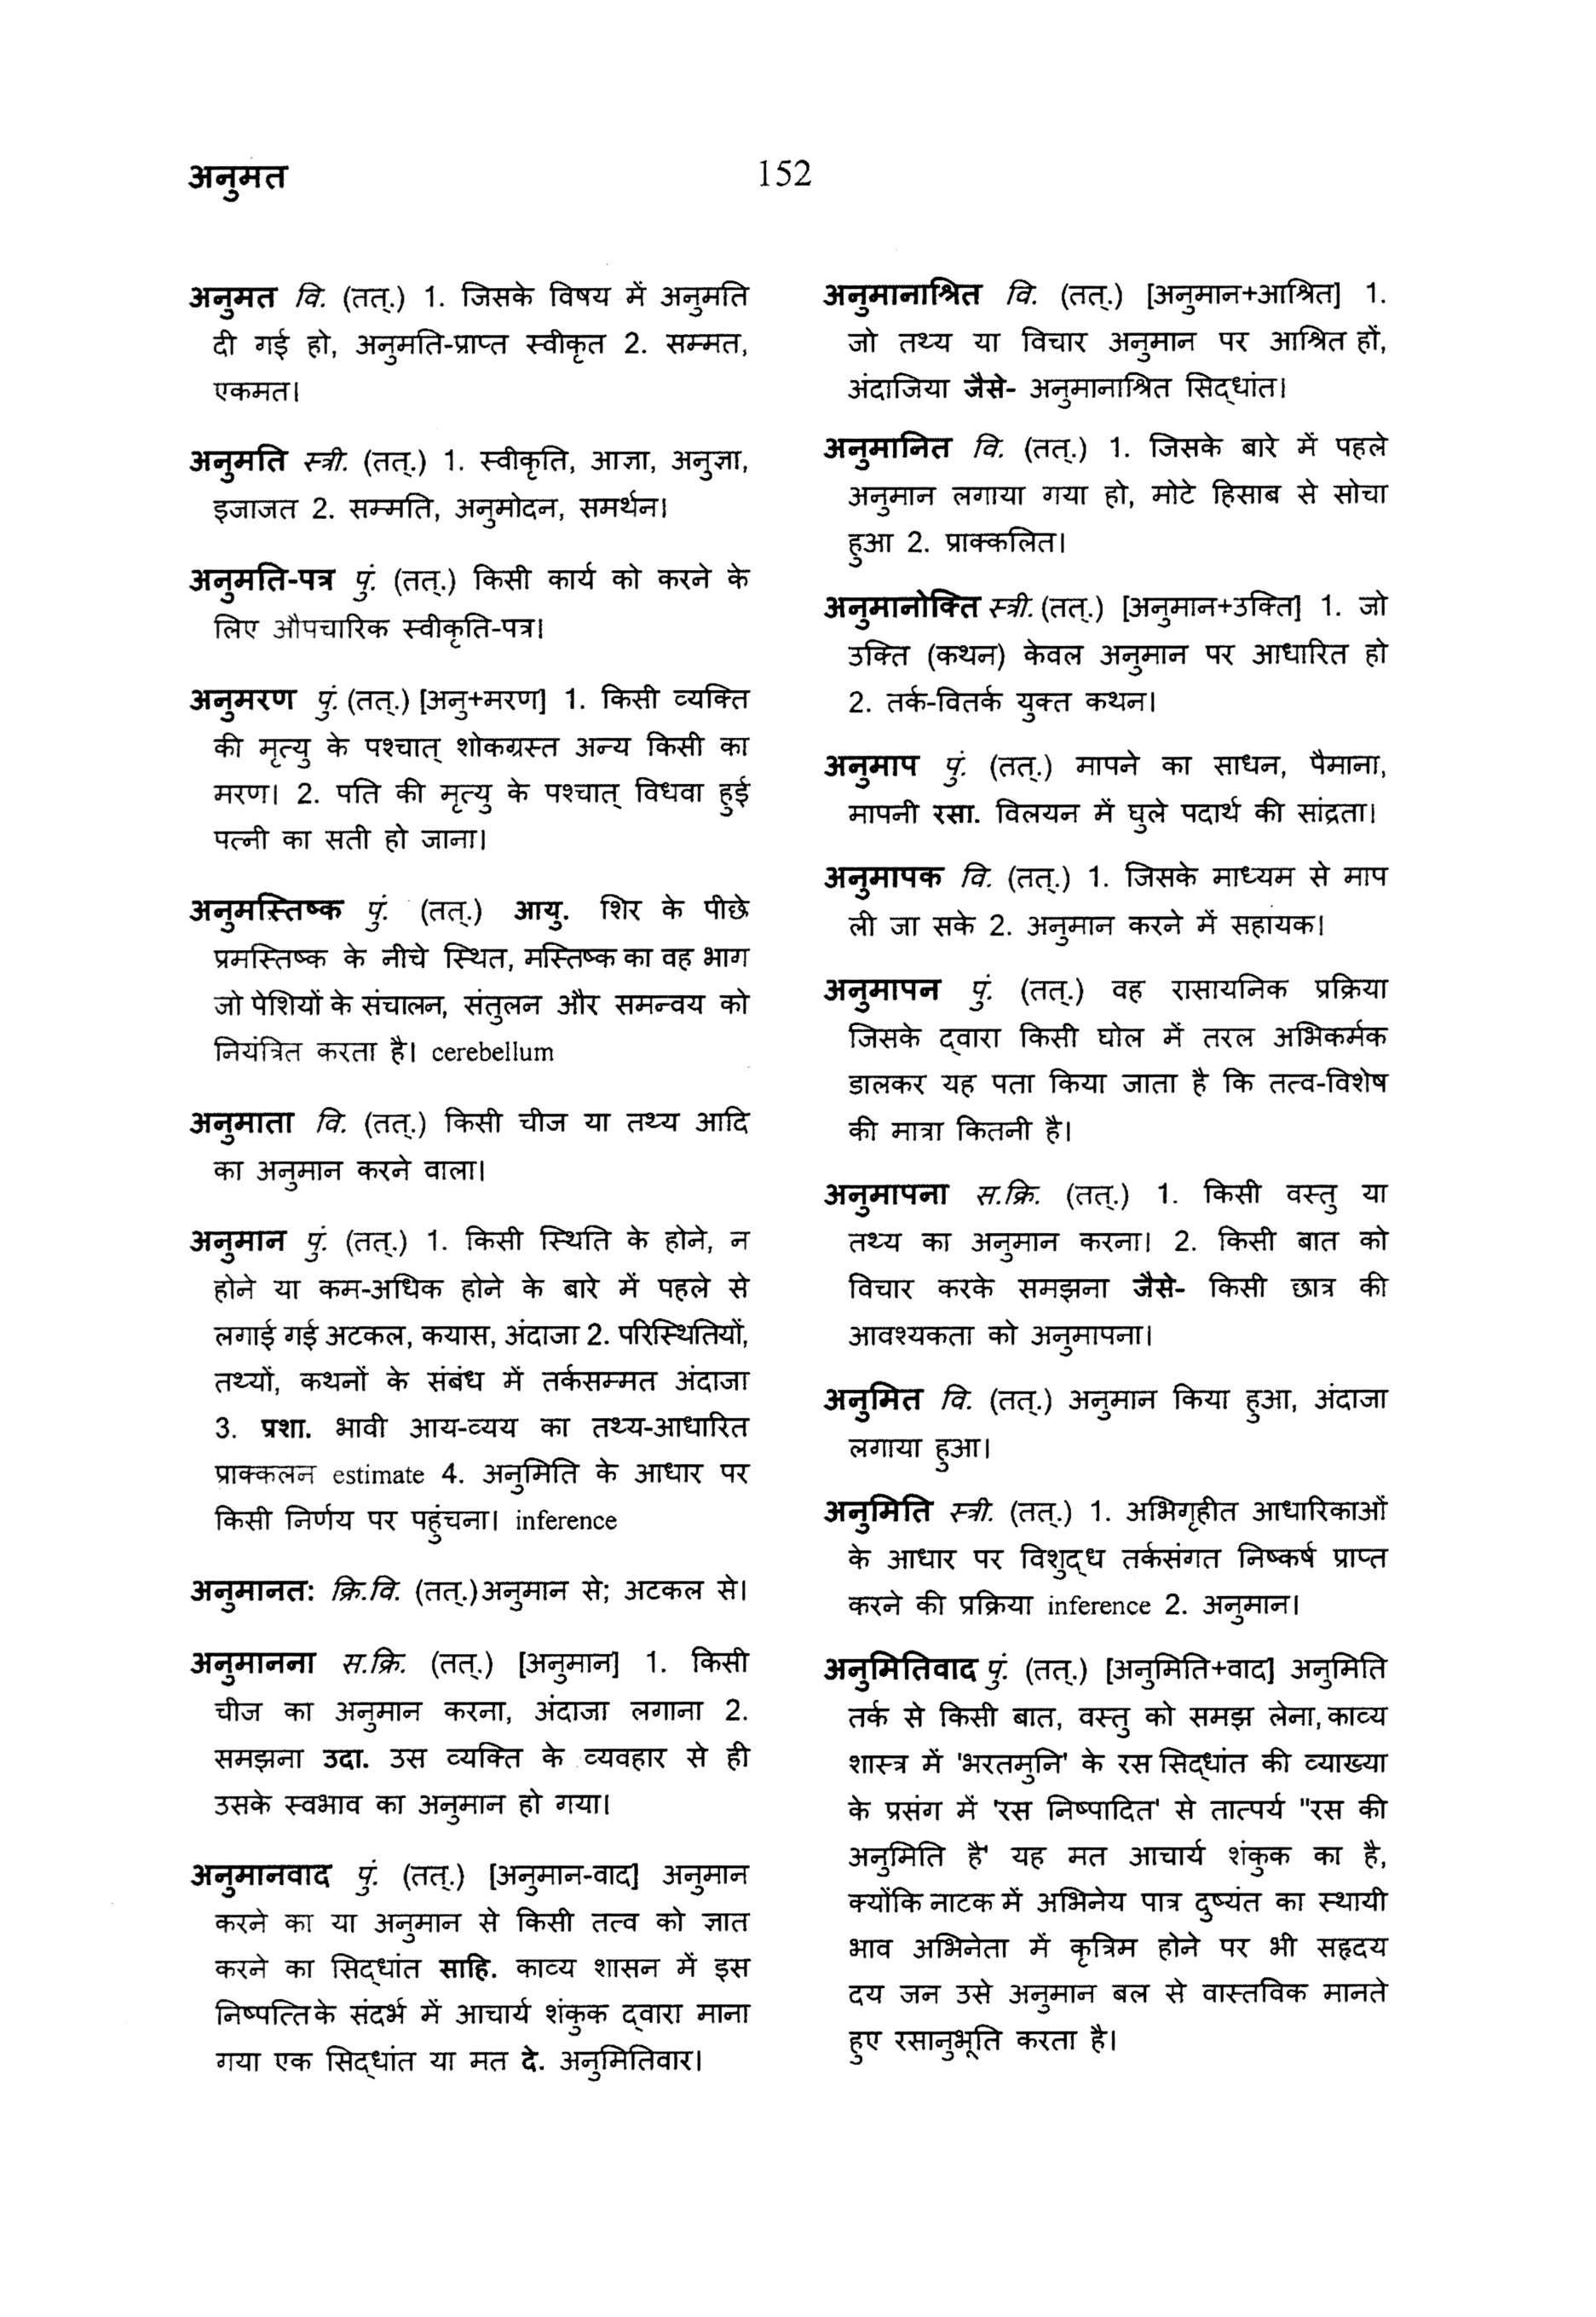 अनुमत
152
अनुमत वि. (तत्.) 1. जिसके विषय में अनुमति
दी गई हो, अनुमति-प्राप्त स्वीकृत 2. सम्मत,
एकमत।
अनुमति स्त्री. (तत्.) 1. स्वीकृति, आज्ञा, अनुज्ञा,
इजाजत 2. सम्मति, अनुमोदन, समर्थन।
अनुमति-पत्र पुं. (तत्.) किसी कार्य को करने के
लिए औपचारिक स्वीकृति-पत्र।
अनुमरण पुं. (तत्.) [अनु+मरण] 1. किसी व्यक्ति
की मृत्यु के पश्चात् शोकग्रस्त अन्य किसी का
मरण। 2. पति की मृत्यु के पश्चात् विधवा हुई
पत्नी का सती हो जाना।
अनुमस्तिष्क पुं. (तत्.) आयु. शिर के पीछे
प्रमस्तिष्क के नीचे स्थित, मस्तिष्क का वह भाग
जो पेशियों के संचालन, संतुलन और समन्वय को
नियंत्रित करता है। cerebellum
अनुमाता वि. (तत्.) किसी चीज या तथ्य आदि
का अनुमान करने वाला।
अनुमान पुं. (तत्.) 1. किसी स्थिति के होने, न
होने या कम-अधिक होने के बारे में पहले से
लगाई गई अटकल, कयास, अंदाजा 2. परिस्थितियों,
तथ्यों, कथनों के संबंध में तर्कसम्मत अंदाजा
3. प्रशा. भावी आय-व्यय का तथ्य-आधारित
प्राक्कलन estimate 4. अनुमिति के आधार पर
किसी निर्णय पर पहुंचना। inference
अनुमानत: क्रि.वि. (तत्.)अनुमान से; अटकल से।
अनुमानना स.क्रि. (तत्.) [अनुमान] 1. किसी
चीज का अनुमान करना, अंदाजा लगाना 2.
समझना उदा. उस व्यक्ति के व्यवहार से ही
उसके स्वभाव का अनुमान हो गया।
अनुमानवाद पुं. (तत्.) [अनुमान-वाद] अनुमान
करने का या अनुमान से किसी तत्व को ज्ञात
करने का सिद्धांत साहि. काव्य शासन में इस
निष्पत्ति के संदर्भ में आचार्य शंकुक द्वारा माना
गया एक सिद्धांत या मत दे. अनुमितिवार।
अनुमानाश्रित वि. (तत्.) [अनुमान+आश्रित] 1.
जो तथ्य या विचार अनुमान पर आश्रित हों,
अंदाजिया जैसे- अनुमानाश्रित सिद्धांत।
अनुमानित वि. (तत्.) 1. जिसके बारे में पहले
अनुमान लगाया गया हो, मोटे हिसाब से सोचा
हुआ 2. प्राक्कलित।
अनुमानोक्ति स्त्री. (तत्.) [अनुमान+उक्ति] 1. जो
उक्ति (कथन) केवल अनुमान पर आधारित हो
2. तर्क-वितर्क युक्त कथन।
अनुमाप पुं. (तत्.) मापने का साधन, पैमाना,
मापनी रसा. विलयन में घुले पदार्थ की सांद्रता।
अनुमापक वि. (तत्.) 1. जिसके माध्यम से माप
ली जा सके 2. अनुमान करने में सहायक।
अनुमापन पुं. (तत्.) वह रासायनिक प्रक्रिया
जिसके द्वारा किसी घोल में तरल अभिकर्मक
डालकर यह पता किया जाता है कि तत्व-विशेष
की मात्रा कितनी है।
अनुमापना स.क्रि. (तत्.) 1. किसी वस्तु या
तथ्य का अनुमान करना। 2. किसी बात को
विचार करके समझना जैसे- किसी छात्र की
आवश्यकता को अनुमापना।
अनुमित वि. (तत्.) अनुमान किया हुआ, अंदाजा
लगाया हुआ।
अनुमिति स्त्री. (तत्.) 1. अभिगृहीत आधारिकाओं
के आधार पर विशुद्ध तर्कसंगत निष्कर्ष प्राप्त
करने की प्रक्रिया inference 2. अनुमान।
अनुमितिवाद पुं. (तत्.) [अनुमिति+वाद] अनुमिति
तर्क से किसी बात, वस्तु को समझ लेना, काव्य
शास्त्र में 'भरतमुनि' के रस सिद्धांत की व्याख्या
के प्रसंग में 'रस निष्पादित' से तात्पर्य "रस की
अनुमिति है' यह मत आचार्य शंकुक का है,
क्योंकि नाटक में अभिनेय पात्र दुष्यंत का स्थायी
भाव अभिनेता में कृत्रिम होने पर भी सहृदय
दय जन उसे अनुमान बल से वास्तविक मानते
हुए रसानुभूति करता है।